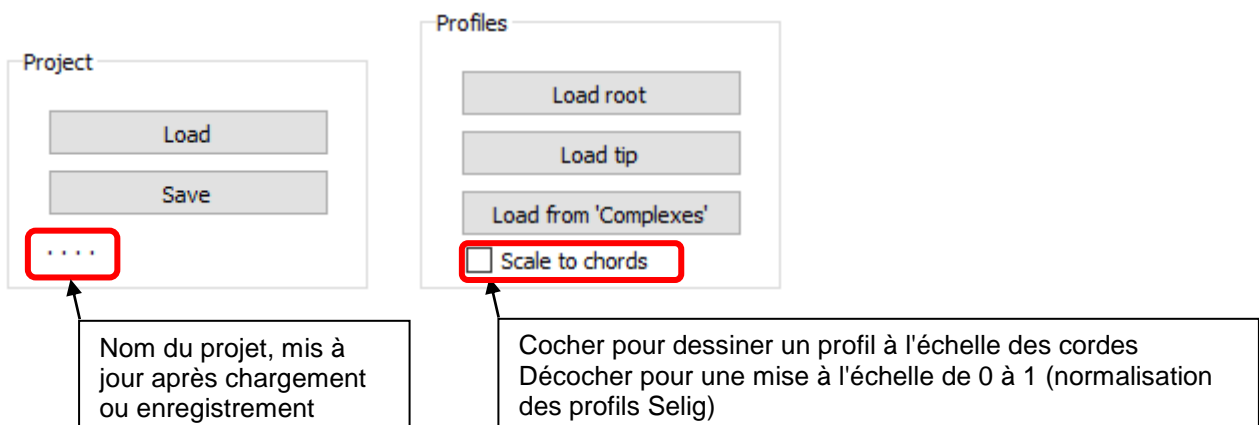 Project
Load
Save
....
Profiles
Load root
Load tip
Load from 'Complexes'
Scale to chords
Nom du projet, mis à
jour après chargement
ou enregistrement
Cocher pour dessiner un profil à l'échelle des cordes
Décocher pour une mise à l'échelle de 0 à 1 (normalisation
des profils Selig)